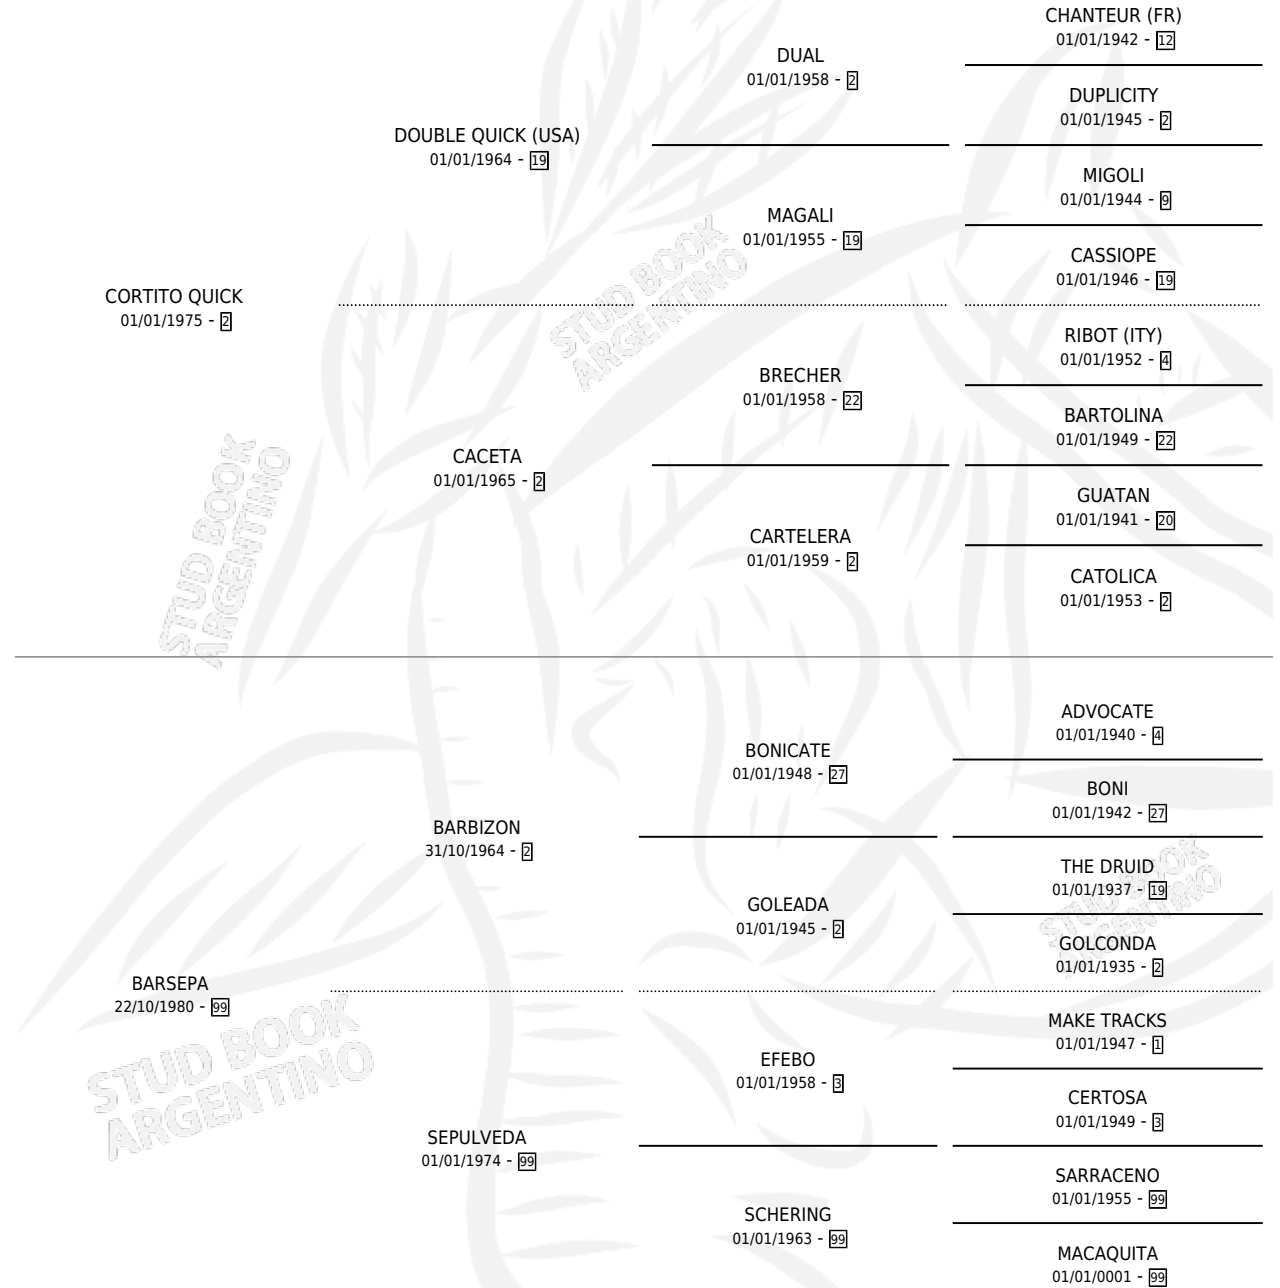 CHANTEUR (FR)
01/01/1942 - 12
DUAL
01/01/1958 - 2
DUPLICITY
01/01/1945 - 2
DOUBLE QUICK (USA)
01/01/1964 - 19
MIGOLI
01/01/1944 - 9
MAGALI
01/01/1955 - 19
CASSIOPE
01/01/1946 - 19
CORTITO QUICK
01/01/1975 - 2
STUD BOOK
ARGENTINO
RIBOT (ITY)
01/01/1952 - 4
BRECHER
01/01/1958 - 22
BARTOLINA
01/01/1949 - 22
CACETA
01/01/1965 - 2
GUATAN
01/01/1941 - 20
CARTELERA
01/01/1959 - 2
CATOLICA
01/01/1953 - 2
STUD BOOK
ARGENTINO
ADVOCATE
01/01/1940 - 4
BONICATE
01/01/1948 - 27
BONI
01/01/1942 - 27
BARBIZON
31/10/1964 - 2
THE DRUID
01/01/1937 - 19
GOLEADA
01/01/1945 - 2
GOLCONDA
01/01/1935 - 2
STUD BOOK
ARGENTINO
BARSEPA
22/10/1980 - 99
MAKE TRACKS
01/01/1947 - 1
EFEBO
01/01/1958 - 3
CERTOSA
01/01/1949 - 3
STUD BOOK
ARGENTINO
SEPULVEDA
01/01/1974 - 99
SARRACENO
01/01/1955 - 99
SCHERING
01/01/1963 - 99
MACAQUITA
01/01/0001 - 99